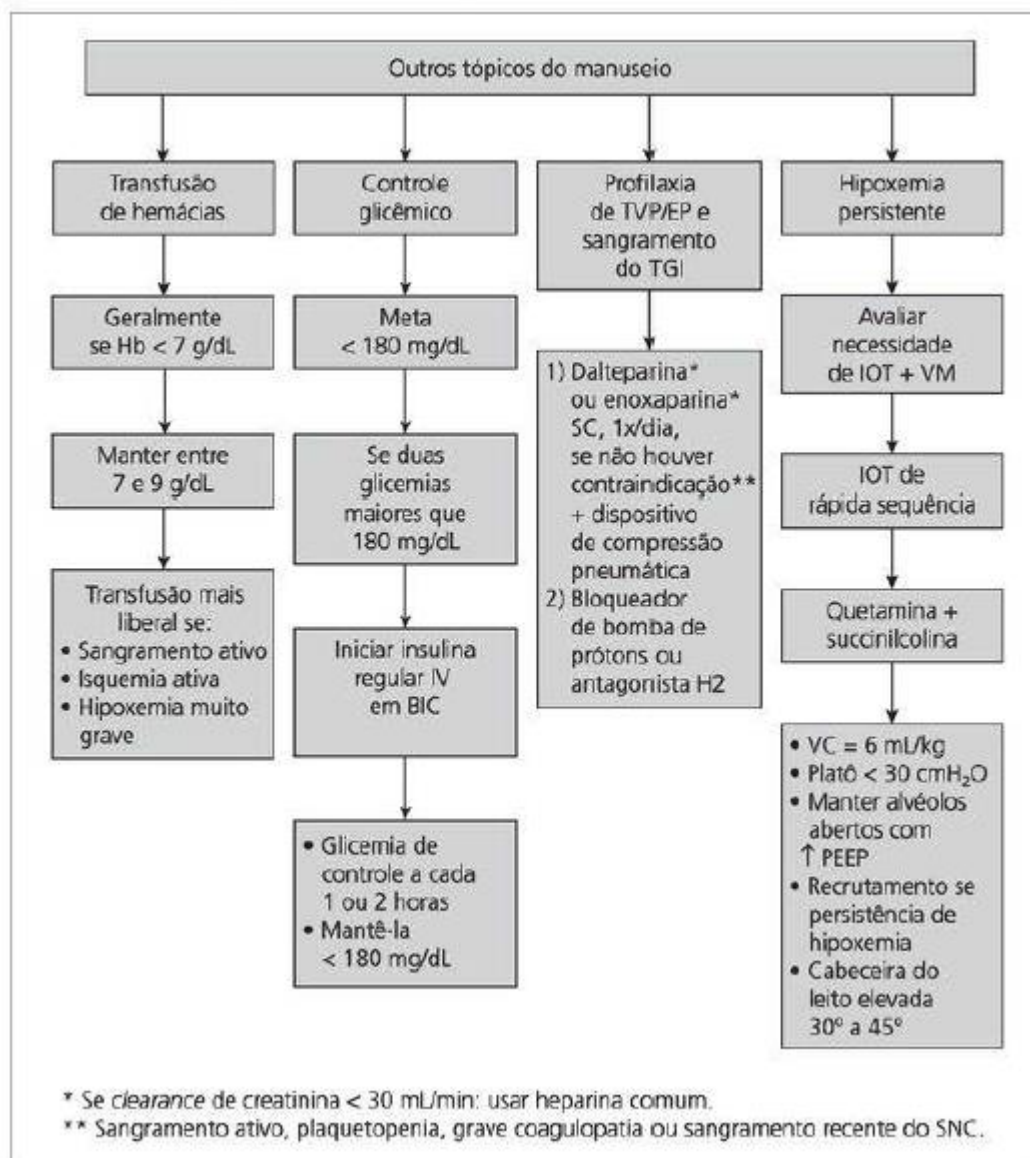 Outros tópicos do manuseio
Transfusão
de hemácias
Geralmente
se Hb < 7 g/dL
Manter entre
7 e 9 g/dL
Transfusão mais
liberal se:
• Sangramento ativo
• Isquemia ativa
• Hipoxemia muito
grave
Controle
glicêmico
Meta
< 180 mg/dL
Se duas
glicemias
maiores que
180 mg/dL
Iniciar insulina
regular IV
em BIC
• Glicemia de
controle a cada
1 ou 2 horas
• Mantê-la
< 180 mg/dL
Profilaxia
de TVP/EP e
sangramento
do TGI
1) Dalteparina*
ou enoxaparina*
SC, 1x/dia,
se não houver
contraindicação**
+ dispositivo
de compressão
pneumática
2) Bloqueador
de bomba de
prótons ou
antagonista H2
Hipoxemia
persistente
Avaliar
necessidade
de IOT + VM
IOT de
rápida sequência
Quetamina +
succinilcolina
• VC = 6 mL/kg
• Platô < 30 cmH₂O
• Manter alvéolos
abertos com
↑ PEEP
• Recrutamento se
persistência de
hipoxemia
• Cabeceira do
leito elevada
30º a 45º
* Se clearance de creatinina < 30 mL/min: usar heparina comum.
** Sangramento ativo, plaquetopenia, grave coagulopatia ou sangramento recente do SNC.